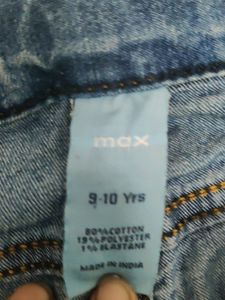 max
9-10 Yrs
80%COTTON
19%POLYESTER
1%ELASTANE
MADE IN INDIA